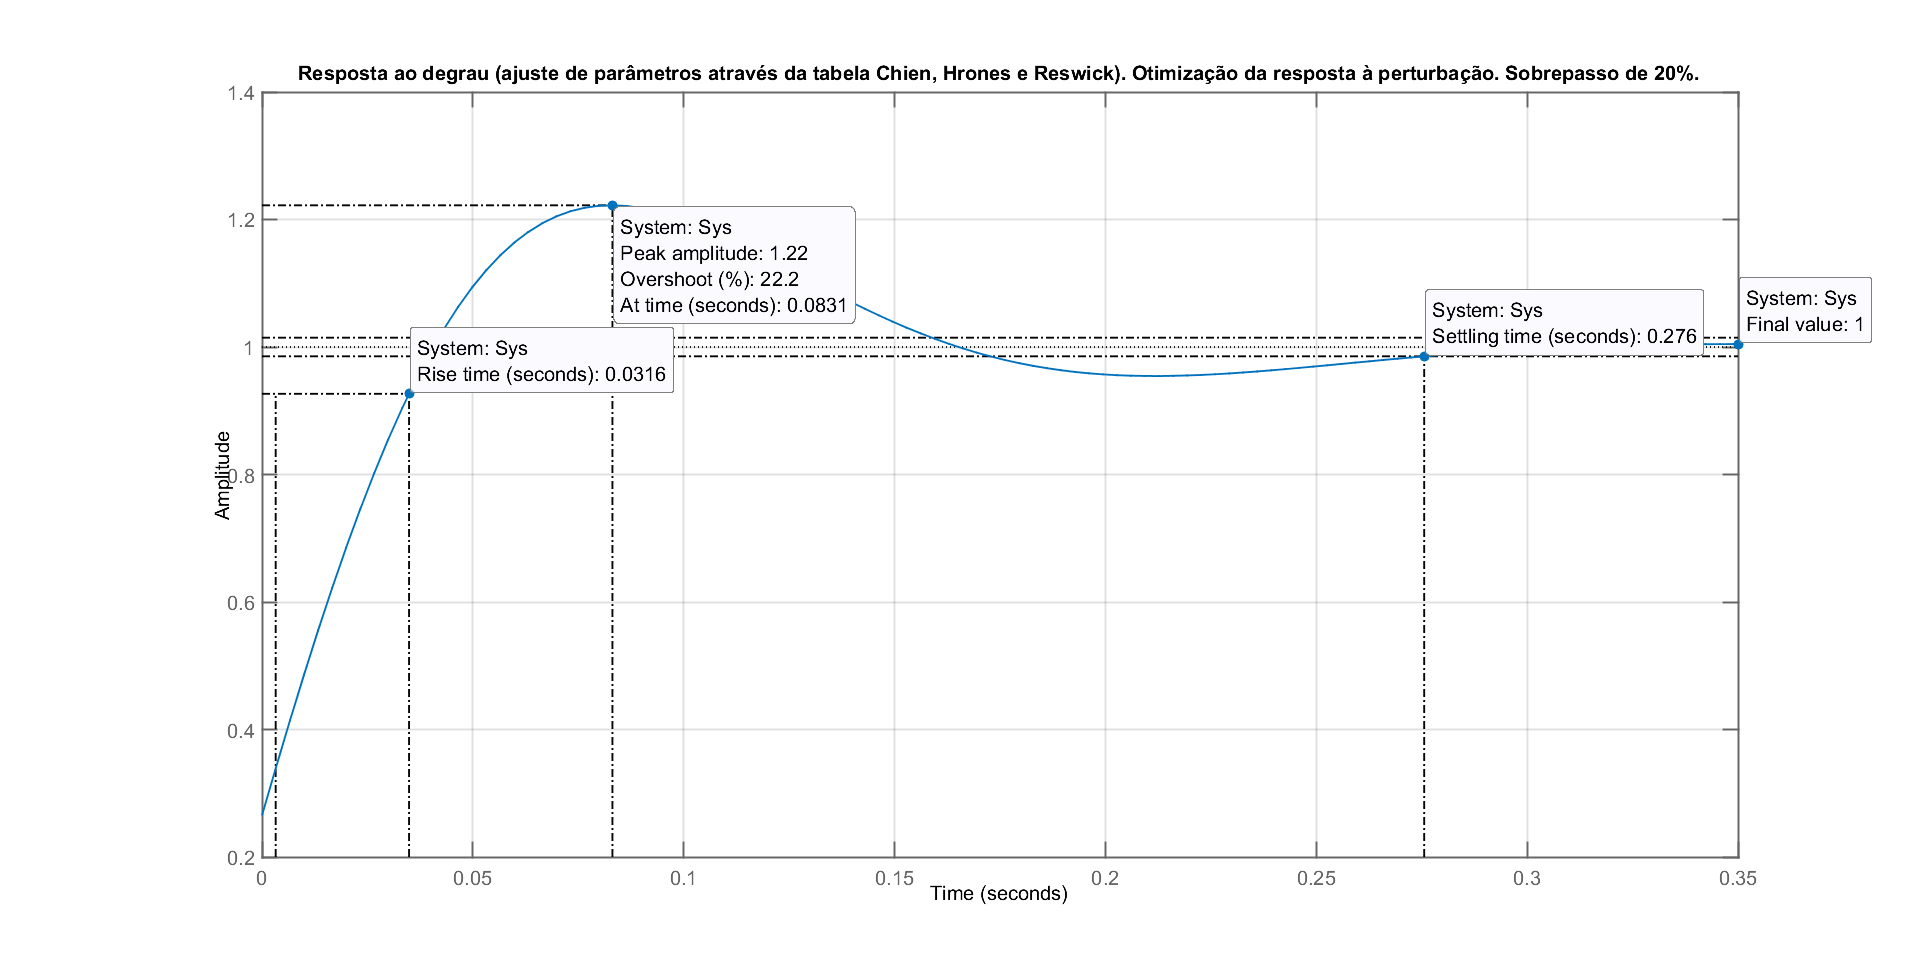 Resposta ao degrau (ajuste de parâmetros através da tabela Chien, Hrones e Reswick). Otimização da resposta à perturbação. Sobrepasso de 20%.
1.4
1.2
System: Sys
Peak amplitude: 1.22
Overshoot (%): 22.2
At time (seconds): 0.0831
System: Sys
Final value: 1
System: Sys
Settling time (seconds): 0.276
1
System: Sys
Rise time (seconds): 0.0316
Amplitude
0.8
0.6
0.4
0.2
0
0.05
0.1
0.15
0.2
0.25
0.3
0.35
Time (seconds)